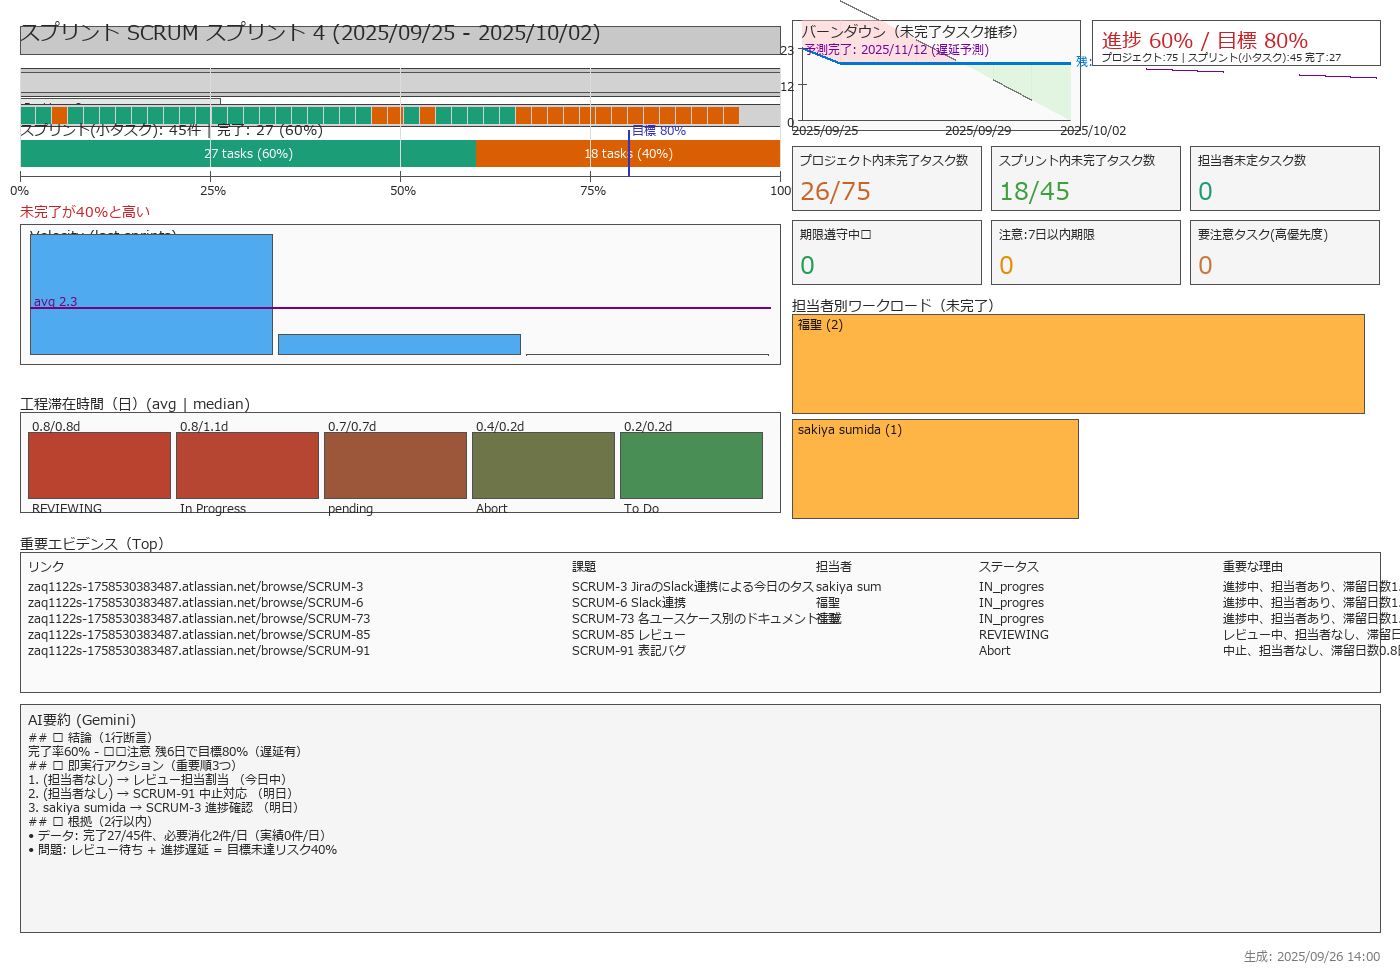 スプリント SCRUM スプリント 4 (2025/09/25 - 2025/10/02)
スプリント(小タスク): 45件 | 完了: 27 (60%)
目標 80%
27 tasks (60%)
18 tasks (40%)
0%
25%
50%
75%
100
未完了が40%と高い
Velocity (last sprints)
avg 2.3
工程滞在時間（日）(avg | median)
0.8/0.8d
0.8/1.1d
0.7/0.7d
0.4/0.2d
0.2/0.2d
REVIEWING
In Progress
pending
Abort
To Do
バーンダウン（未完了タスク推移）
予測完了: 2025/11/12 (遅延予測)
23
12
0
残:
2025/09/25
2025/09/29
2025/10/02
進捗 60% / 目標 80%
プロジェクト:75 | スプリント(小タスク):45 完了:27
プロジェクト内未完了タスク数
26/75
スプリント内未完了タスク数
18/45
担当者未定タスク数
0
期限遵守中□
0
注意:7日以内期限
0
要注意タスク(高優先度)
0
担当者別ワークロード（未完了）
福聖 (2)
sakiya sumida (1)
重要エビデンス（Top）
リンク 課題 担当者 ステータス 重要な理由
zaq1122s-1758530383487.atlassian.net/browse/SCRUM-3 SCRUM-3 JiraのSlack連携による今日のタス sakiya sum IN_progres 進捗中、担当者あり、滞留日数1.
zaq1122s-1758530383487.atlassian.net/browse/SCRUM-6 SCRUM-6 Slack連携 福聖 IN_progres 進捗中、担当者あり、滞留日数1.
zaq1122s-1758530383487.atlassian.net/browse/SCRUM-73 SCRUM-73 各ユースケース別のドキュメント 福聖 IN_progres 進捗中、担当者あり、滞留日数1.
zaq1122s-1758530383487.atlassian.net/browse/SCRUM-85 SCRUM-85 レビュー REVIEWING レビュー中、担当者なし、滞留日
zaq1122s-1758530383487.atlassian.net/browse/SCRUM-91 SCRUM-91 表記バグ Abort 中止、担当者なし、滞留日数0.8
AI要約 (Gemini)
## □ 結論（1行断言）
完了率60% - □□注意 残6日で目標80%（遅延有）
## □ 即実行アクション（重要順3つ）
1. (担当者なし) → レビュー担当割当 （今日中）
2. (担当者なし) → SCRUM-91 中止対応 （明日）
3. sakiya sumida → SCRUM-3 進捗確認 （明日）
## □ 根拠（2行以内）
• データ: 完了27/45件、必要消化2件/日（実績0件/日）
• 問題: レビュー待ち + 進捗遅延 = 目標未達リスク40%
生成: 2025/09/26 14:00